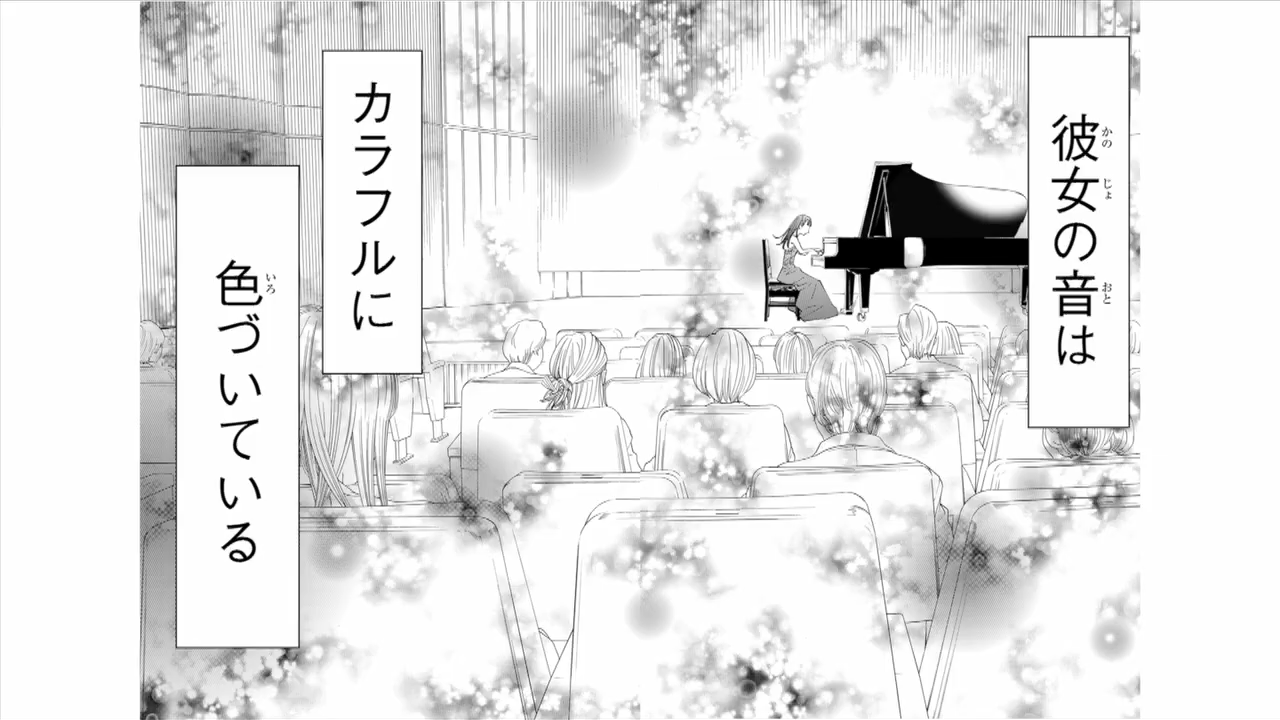 彼女の音は
カラフルに
色づいている